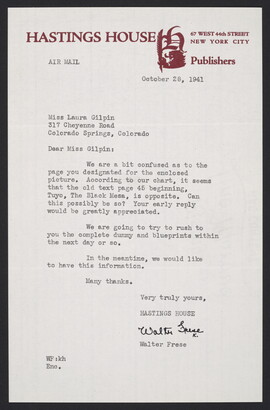 HASTINGS HOUSE
67 WEST 44th STREET
NEW YORK CITY
Publishers
AIR MAIL
October 28, 1941
Miss Laura Gilpin
317 Cheyenne Road
Colorado Springs, Colorado
Dear Miss Gilpin:
We are a bit confused as to the
page you designated for the enclosed
picture. According to our chart, it seems
that the old text page 45 beginning,
Tuyo, The Black Mesa, is opposite. Can
this possibly be so? Your early reply
would be greatly appreciated.
We are going to try to rush to
you the complete dummy and blueprints within
the next day or so.
In the meantime, we would like
to have this information.
Many thanks.
Very truly yours,
HASTINGS HOUSE
Walter Frese
Walter Frese
WF:kh
Enc.